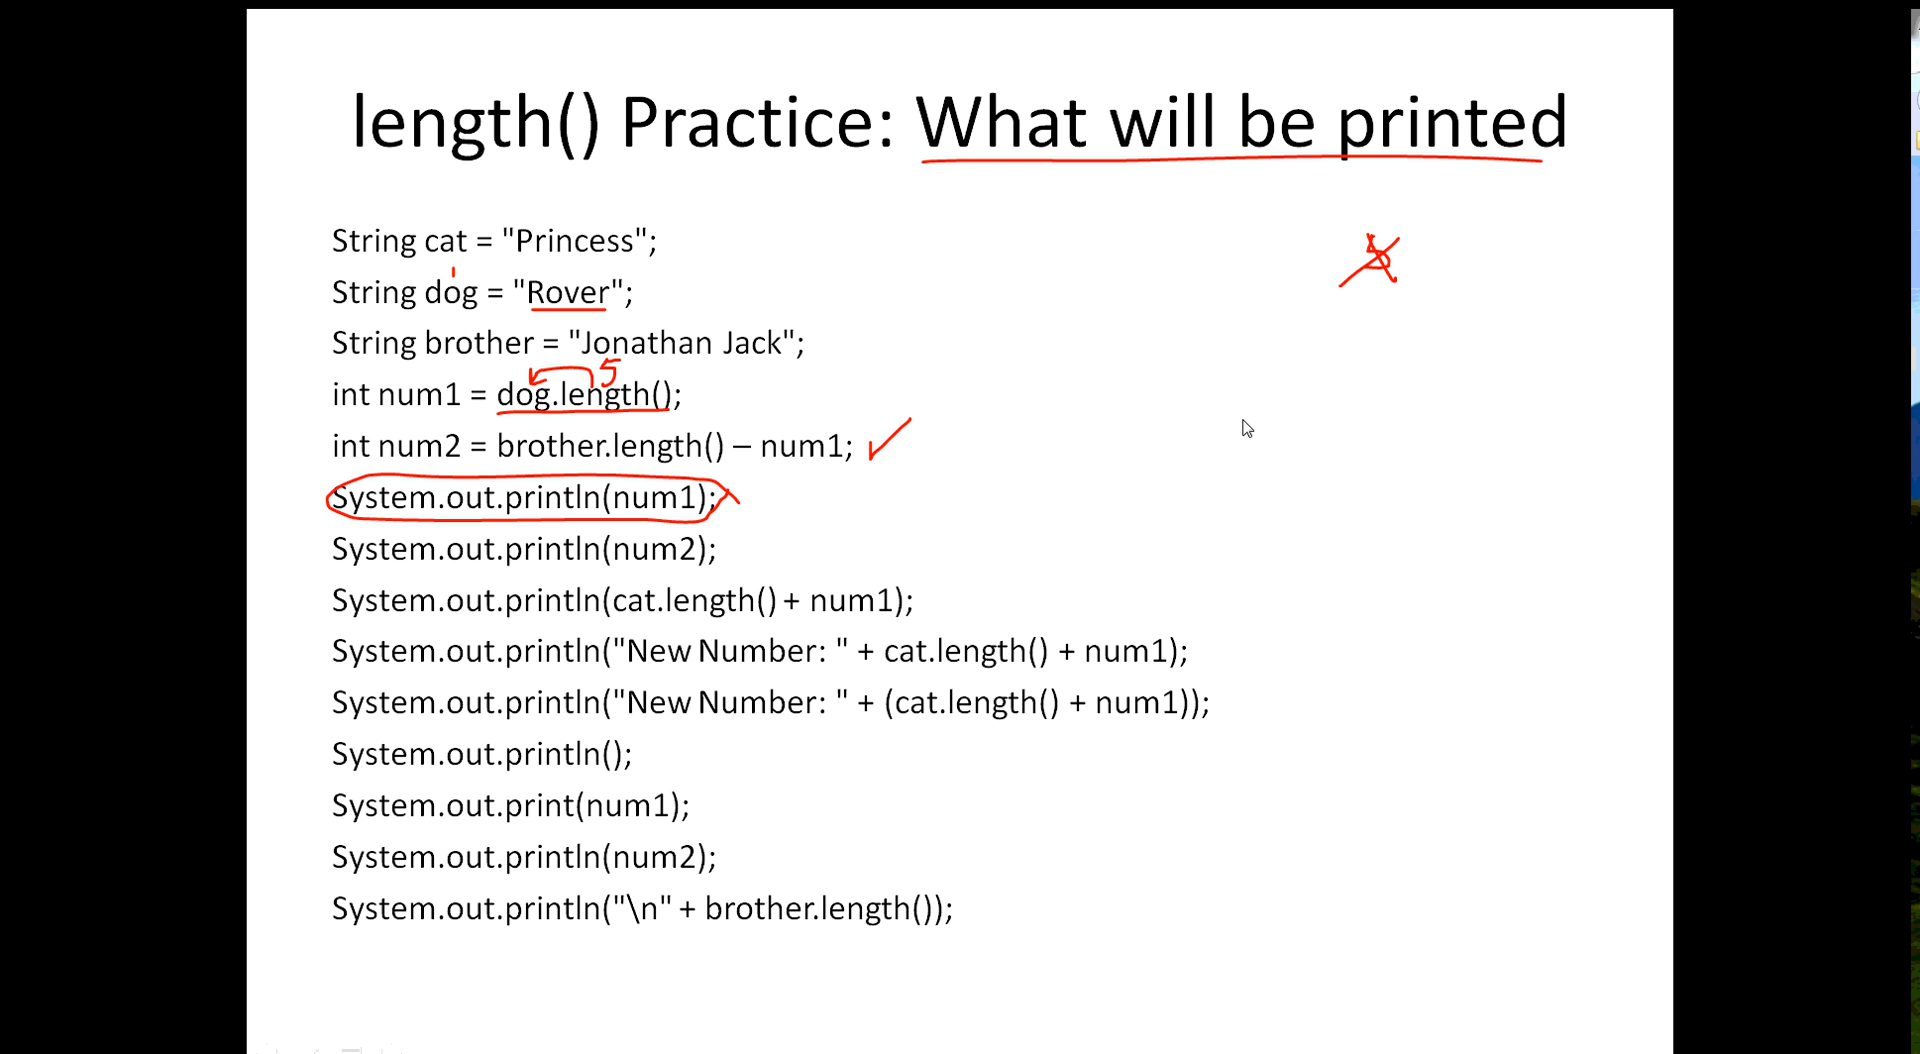 length() Practice: What will be printed
String cat = "Princess";
String dog = "Rover";
String brother = "Jonathan Jack";
5
int num1 = dog.length();
int num2 = brother.length() – num1;
System.out.println(num1);
System.out.println(num2);
System.out.println(cat.length() + num1);
System.out.println("New Number: " + cat.length() + num1);
System.out.println("New Number: " + (cat.length() + num1));
System.out.println();
System.out.print(num1);
System.out.println(num2);
System.out.println("\n" + brother.length());